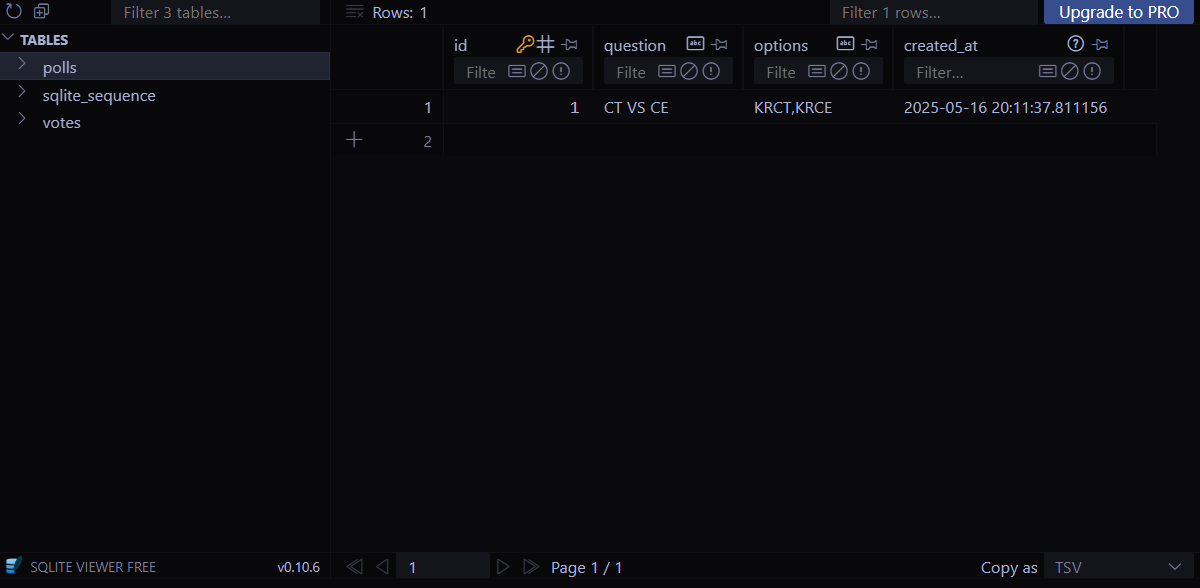 Filter 3 tables...
Rows: 1
Filter 1 rows...
Upgrade to PRO
TABLES
polls
sqlite_sequence
votes
id question options created_at
Filte Filte Filte Filter...
1 1 CT VS CE KRCT,KRCE 2025-05-16 20:11:37.811156
2
SQLITE VIEWER FREE v0.10.6
1 Page 1 / 1 Copy as TSV